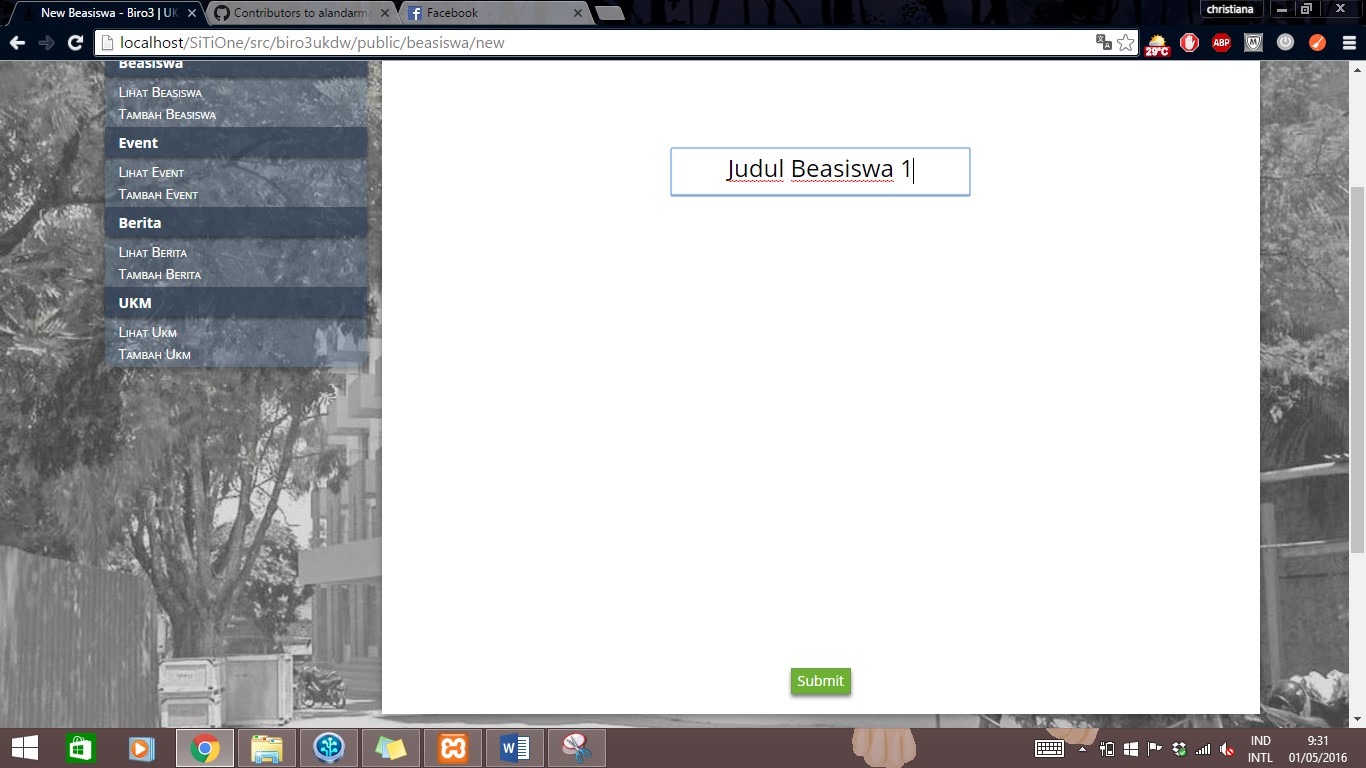 New Beasiswa - Biro3 | UK
Contributors to alandarm
Facebook
christiana
localhost/SiTiOne/src/biro3ukdw/public/beasiswa/new
29°C
ABP
Beasiswa
Lihat Beasiswa
Tambah Beasiswa
Event
Lihat Event
Tambah Event
Berita
Lihat Berita
Tambah Berita
UKM
Lihat Ukm
Tambah Ukm
Judul Beasiswa 1
Submit
IND
INTL
9:31
01/05/2016